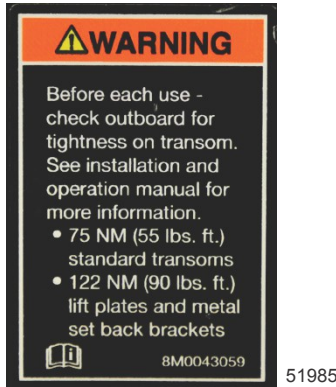 WARNING
Before each use -
check outboard for
tightness on transom.
See installation and
operation manual for
more information.
• 75 NM (55 lbs. ft.)
standard transoms
• 122 NM (90 lbs. ft.)
lift plates and metal
set back brackets
8M0043059
51985